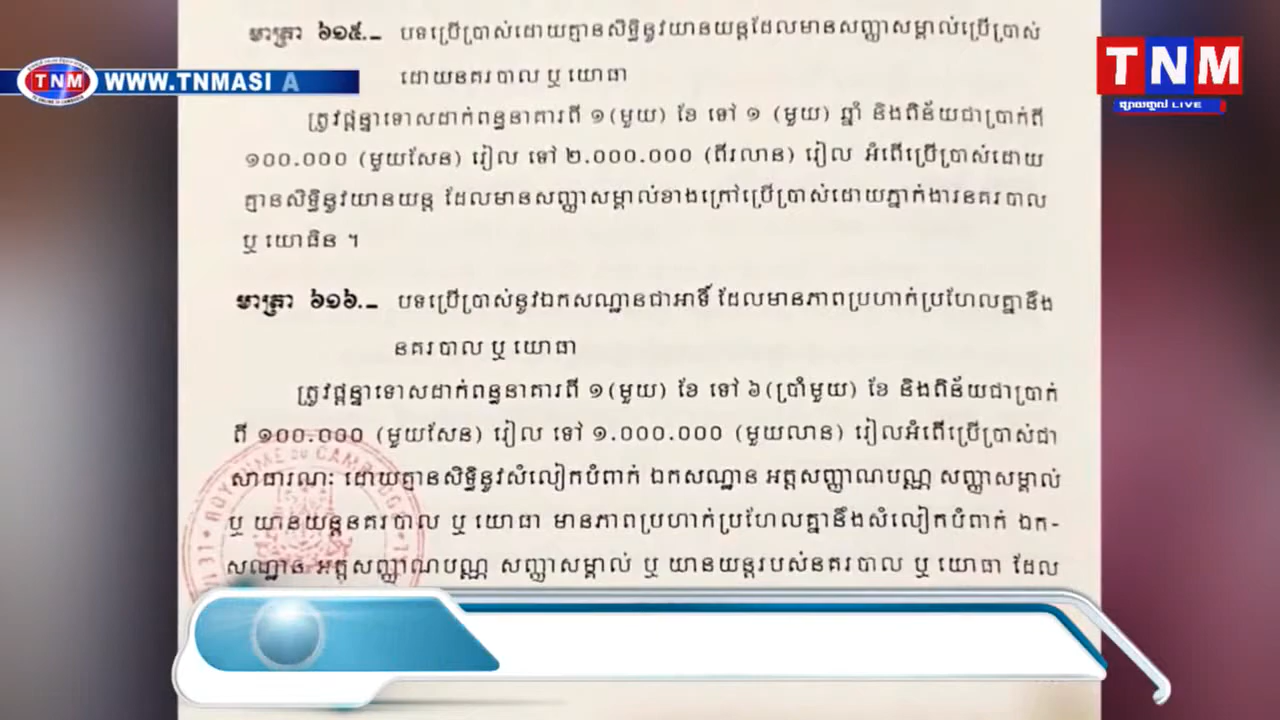 មាត្រា ៦១៥._ បទប្រើប្រាស់ដោយគ្មានសិទ្ធិនូវយានយន្តដែលមានសញ្ញាសម្គាល់ប្រើប្រាស់
ដោយនគរបាល ឬ យោធា
WWW.TNMASI A
TNM
TNM
ផ្សាយផ្ទាល់ LIVE
ត្រូវផ្តន្ទាទោសដាក់ពន្ធនាគារពី ១(មួយ) ខែ ទៅ ១ (មួយ) ឆ្នាំ និងពិន័យជាប្រាក់ពី
១០០.០០០ (មួយសែន) រៀល ទៅ ២.០០០.០០០ (ពីរលាន) រៀល អំពើប្រើប្រាស់ដោយ
គ្មានសិទ្ធិនូវយានយន្ត ដែលមានសញ្ញាសម្គាល់ខាងក្រៅប្រើប្រាស់ដោយភ្នាក់ងារនគរបាល
ឬ យោធិន ។
មាត្រា ៦១៦._ បទប្រើប្រាស់នូវឯកសណ្ឋានជាអាទិ៍ ដែលមានភាពប្រហាក់ប្រហែលគ្នានឹង
នគរបាល ឬ យោធា
ត្រូវផ្តន្ទាទោសដាក់ពន្ធនាគារពី ១(មួយ) ខែ ទៅ ៦(ប្រាំមួយ) ខែ និងពិន័យជាប្រាក់
ពី ១០០.០០០ (មួយសែន) រៀល ទៅ ១.០០០.០០០ (មួយលាន) រៀលអំពើប្រើប្រាស់ជា
សាធារណៈ ដោយគ្មានសិទ្ធិនូវសំលៀកបំពាក់ ឯកសណ្ឋាន អត្តសញ្ញាណបណ្ណ សញ្ញាសម្គាល់
ឬ យានយន្តនគរបាល ឬ យោធា មានភាពប្រហាក់ប្រហែលគ្នានឹងសំលៀកបំពាក់ ឯក-
សណ្ឋាន អត្តសញ្ញាណបណ្ណ សញ្ញាសម្គាល់ ឬ យានយន្តរបស់នគរបាល ឬ យោធា ដែល